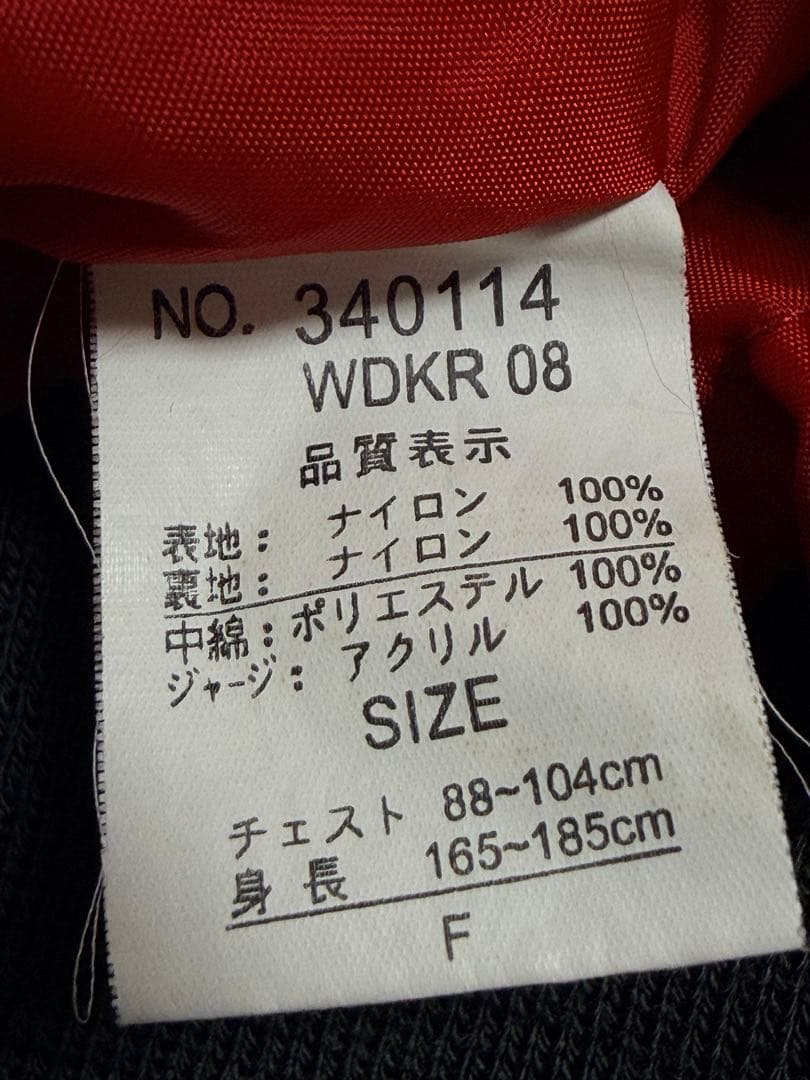 NO. 340114
WDKR 08
品質表示
表地: ナイロン 100%
裏地: ナイロン 100%
中綿: ポリエステル 100%
ジャージ: アクリル 100%
SIZE
チェスト 88~104cm
身長 165~185cm
F